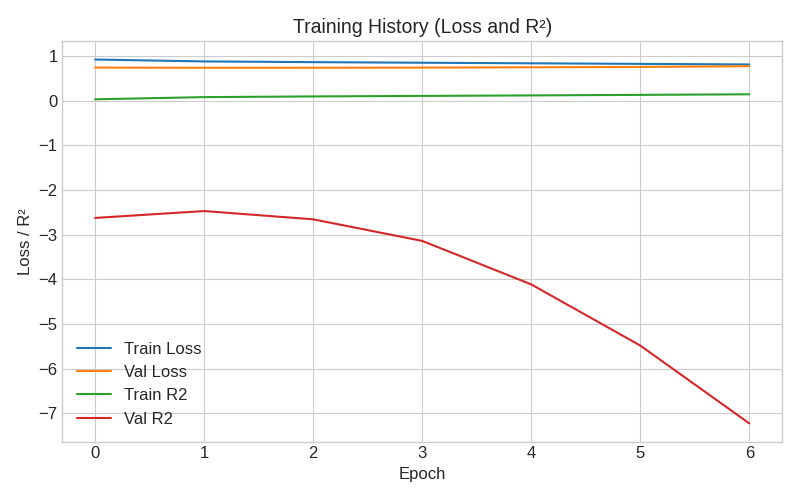 Training History (Loss and R²)
Loss / R²
1
0
−1
−2
−3
−4
−5
−6
−7
Train Loss
Val Loss
Train R2
Val R2
0 1 2 3 4 5 6
Epoch